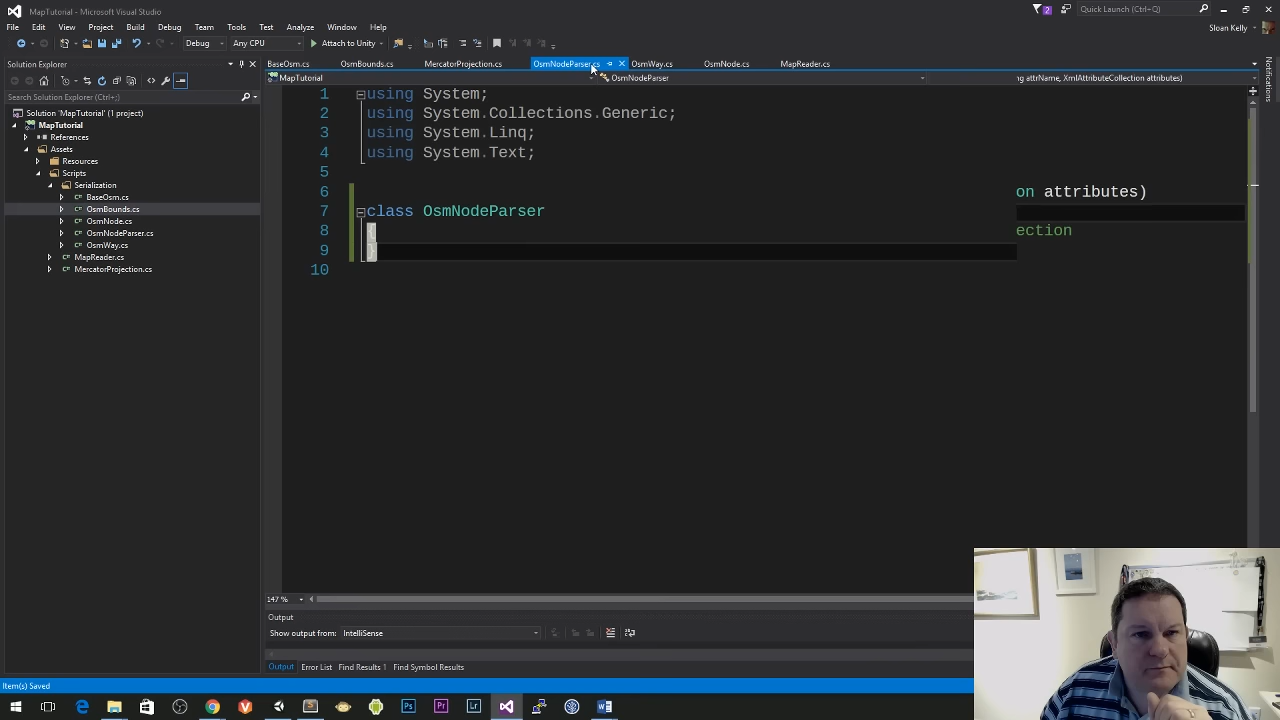 MapTutorial - Microsoft Visual Studio
2
Quick Launch (Ctrl+Q)
File Edit View Project Build Debug Team Tools Test Analyze Window Help
Sloan Kelly
Debug Any CPU Attach to Unity
Solution Explorer
BaseOsm.cs OsmBounds.cs MercatorProjection.cs OsmNodeParser.cs OsmWay.cs OsmNode.cs MapReader.cs
MapTutorial OsmNodeParser ng attrName, XmlAttributeCollection attributes)
Notifications
Search Solution Explorer (Ctrl+;)
Solution 'MapTutorial' (1 project)
MapTutorial
References
Assets
Resources
Scripts
Serialization
BaseOsm.cs
OsmBounds.cs
OsmNode.cs
OsmNodeParser.cs
OsmWay.cs
MapReader.cs
MercatorProjection.cs
1 using System;
2 using System.Collections.Generic;
3 using System.Linq;
4 using System.Text;
5
6 on attributes)
7 class OsmNodeParser
8 { ection
9 }
10
147 %
Output
Show output from: IntelliSense
Output Error List Find Results 1 Find Symbol Results
Item(s) Saved
Ps Pr Lr